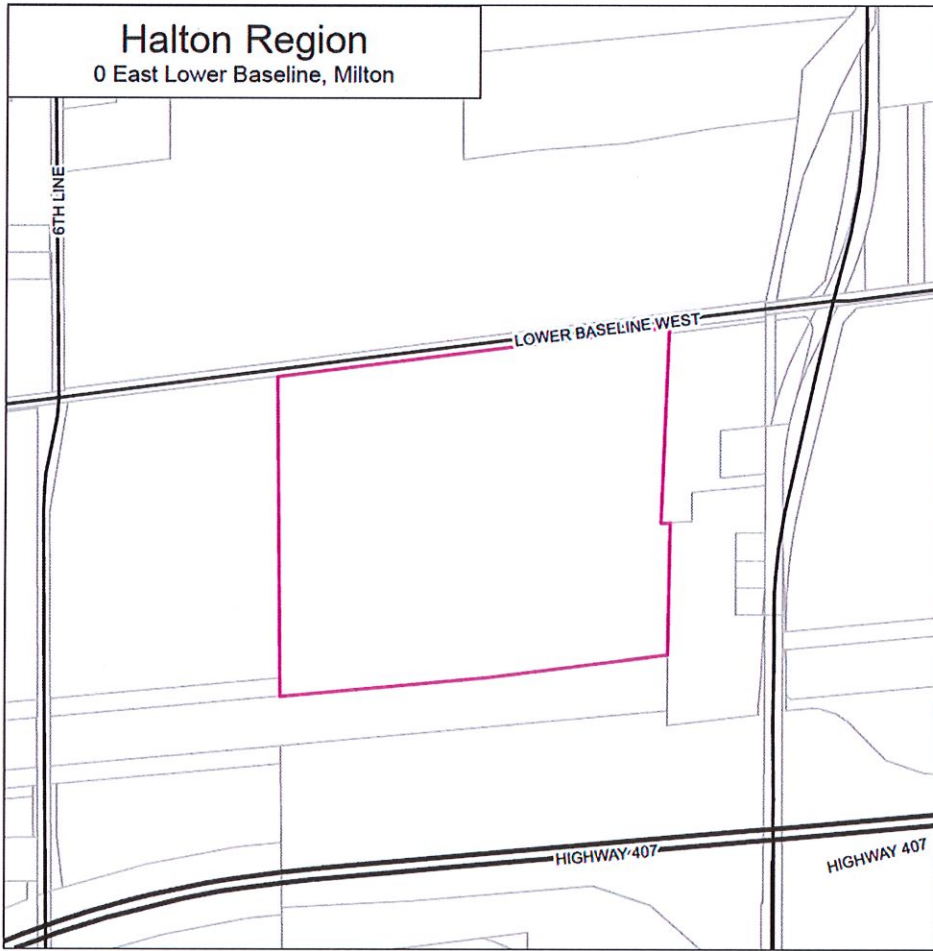 Halton Region
0 East Lower Baseline, Milton
6TH LINE
LOWER BASELINE WEST
HIGHWAY 407
HIGHWAY 407